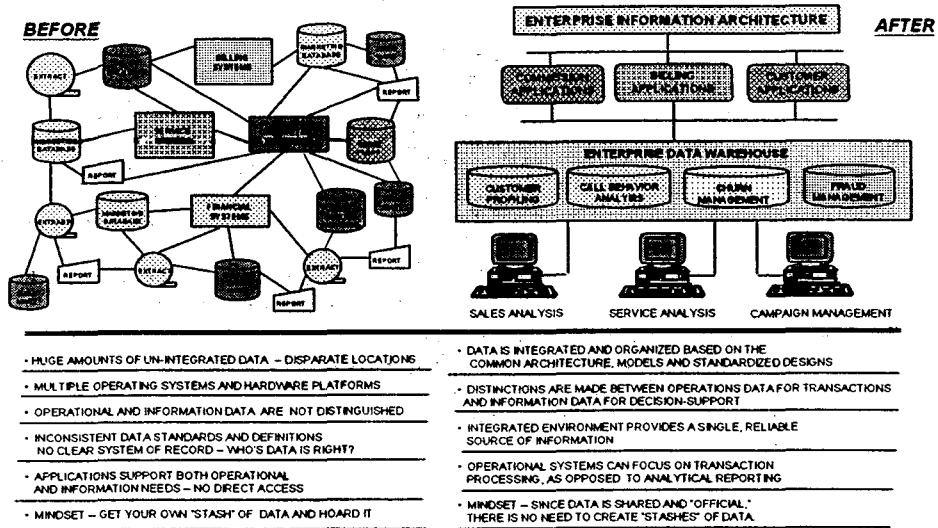 BEFORE
EXTRACT
BILLING
SYSTEMS
MARKETING
DATABASE
REPORT
REPORT
EXTRACT
MARKETING
DATABASE
FINANCIAL
SYSTEMS
REPORT
EXTRACT
EXTRACT
REPORT
REPORT
ENTERPRISE INFORMATION ARCHITECTURE
AFTER
COMMISSION
APPLICATIONS
BILLING
APPLICATIONS
CUSTOMER
APPLICATIONS
ENTERPRISE DATA WAREHOUSE
CUSTOMER
PROFILING
CALL BEHAVIOR
ANALYSIS
CHURN
MANAGEMENT
FRAUD
MANAGEMENT
SALES ANALYSIS
SERVICE ANALYSIS
CAMPAIGN MANAGEMENT
· HUGE AMOUNTS OF UN-INTEGRATED DATA – DISPARATE LOCATIONS
· MULTIPLE OPERATING SYSTEMS AND HARDWARE PLATFORMS
· OPERATIONAL AND INFORMATION DATA ARE NOT DISTINGUISHED
· INCONSISTENT DATA STANDARDS AND DEFINITIONS
NO CLEAR SYSTEM OF RECORD – WHO'S DATA IS RIGHT?
· APPLICATIONS SUPPORT BOTH OPERATIONAL
AND INFORMATION NEEDS – NO DIRECT ACCESS
· MINDSET – GET YOUR OWN "STASH" OF DATA AND HOARD IT
· DATA IS INTEGRATED AND ORGANIZED BASED ON THE
COMMON ARCHITECTURE, MODELS AND STANDARDIZED DESIGNS
· DISTINCTIONS ARE MADE BETWEEN OPERATIONS DATA FOR TRANSACTIONS
AND INFORMATION DATA FOR DECISION-SUPPORT
· INTEGRATED ENVIRONMENT PROVIDES A SINGLE, RELIABLE
SOURCE OF INFORMATION
· OPERATIONAL SYSTEMS CAN FOCUS ON TRANSACTION
PROCESSING, AS OPPOSED TO ANALYTICAL REPORTING
· MINDSET – SINCE DATA IS SHARED AND "OFFICIAL,"
THERE IS NO NEED TO CREATE "STASHES" OF DATA